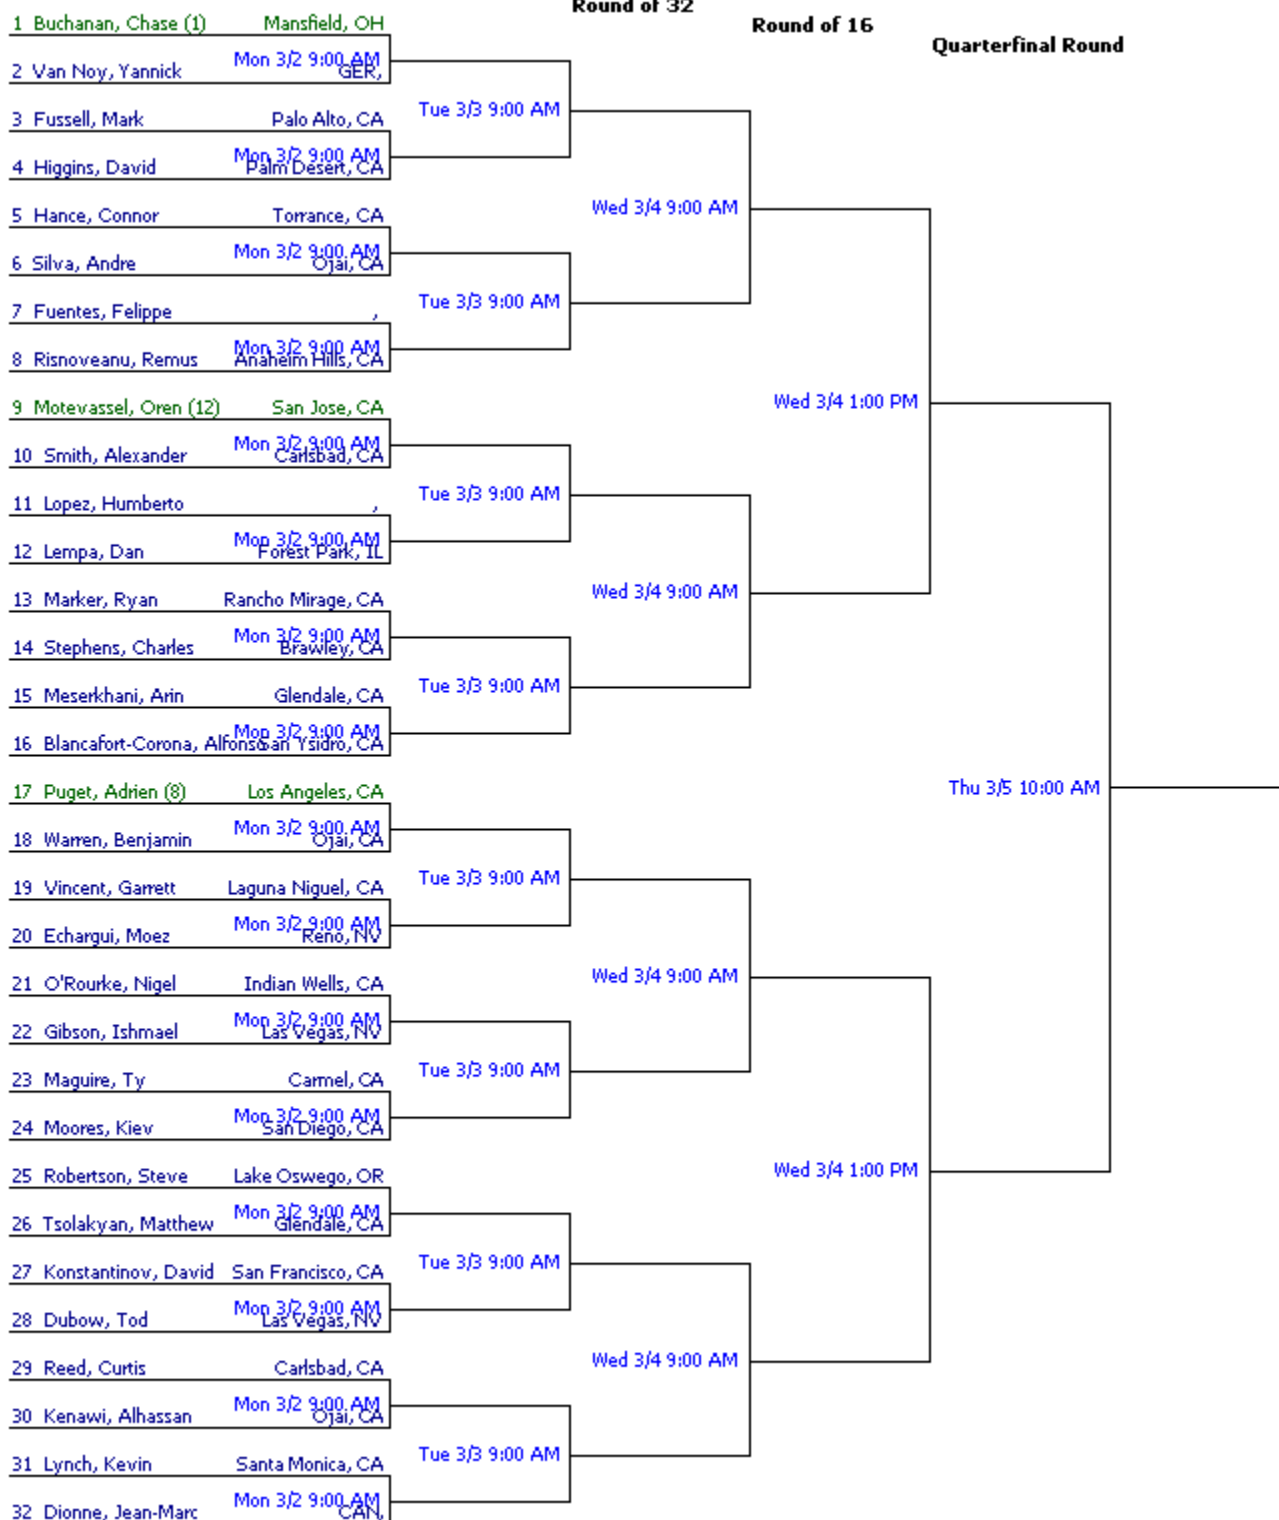 Round of 32
Round of 16
Quarterfinal Round
1 Buchanan, Chase (1) Mansfield, OH
Mon 3/2 9:00 AM
2 Van Noy, Yannick GER,
Tue 3/3 9:00 AM
3 Fussell, Mark Palo Alto, CA
Mon 3/2 9:00 AM
4 Higgins, David Palm Desert, CA
Wed 3/4 9:00 AM
5 Hance, Connor Torrance, CA
Mon 3/2 9:00 AM
6 Silva, Andre Ojai, CA
Tue 3/3 9:00 AM
7 Fuentes, Felippe ,
Mon 3/2 9:00 AM
8 Risnoveanu, Remus Anaheim Hills, CA
Wed 3/4 1:00 PM
9 Motevassel, Oren (12) San Jose, CA
Mon 3/2 9:00 AM
10 Smith, Alexander Carlsbad, CA
Tue 3/3 9:00 AM
11 Lopez, Humberto ,
Mon 3/2 9:00 AM
12 Lempa, Dan Forest Park, IL
Wed 3/4 9:00 AM
13 Marker, Ryan Rancho Mirage, CA
Mon 3/2 9:00 AM
14 Stephens, Charles Brawley, CA
Tue 3/3 9:00 AM
15 Meserkhani, Arin Glendale, CA
Mon 3/2 9:00 AM
16 Blancafort-Corona, Alfonso San Ysidro, CA
Thu 3/5 10:00 AM
17 Puget, Adrien (8) Los Angeles, CA
Mon 3/2 9:00 AM
18 Warren, Benjamin Ojai, CA
Tue 3/3 9:00 AM
19 Vincent, Garrett Laguna Niguel, CA
Mon 3/2 9:00 AM
20 Echargui, Moez Reno, NV
Wed 3/4 9:00 AM
21 O'Rourke, Nigel Indian Wells, CA
Mon 3/2 9:00 AM
22 Gibson, Ishmael Las Vegas, NV
Tue 3/3 9:00 AM
23 Maguire, Ty Carmel, CA
Mon 3/2 9:00 AM
24 Moores, Kiev San Diego, CA
Wed 3/4 1:00 PM
25 Robertson, Steve Lake Oswego, OR
Mon 3/2 9:00 AM
26 Tsolakyan, Matthew Glendale, CA
Tue 3/3 9:00 AM
27 Konstantinov, David San Francisco, CA
Mon 3/2 9:00 AM
28 Dubow, Tod Las Vegas, NV
Wed 3/4 9:00 AM
29 Reed, Curtis Carlsbad, CA
Mon 3/2 9:00 AM
30 Kenawi, Alhassan Ojai, CA
Tue 3/3 9:00 AM
31 Lynch, Kevin Santa Monica, CA
Mon 3/2 9:00 AM
32 Dionne, Jean-Marc CAN,